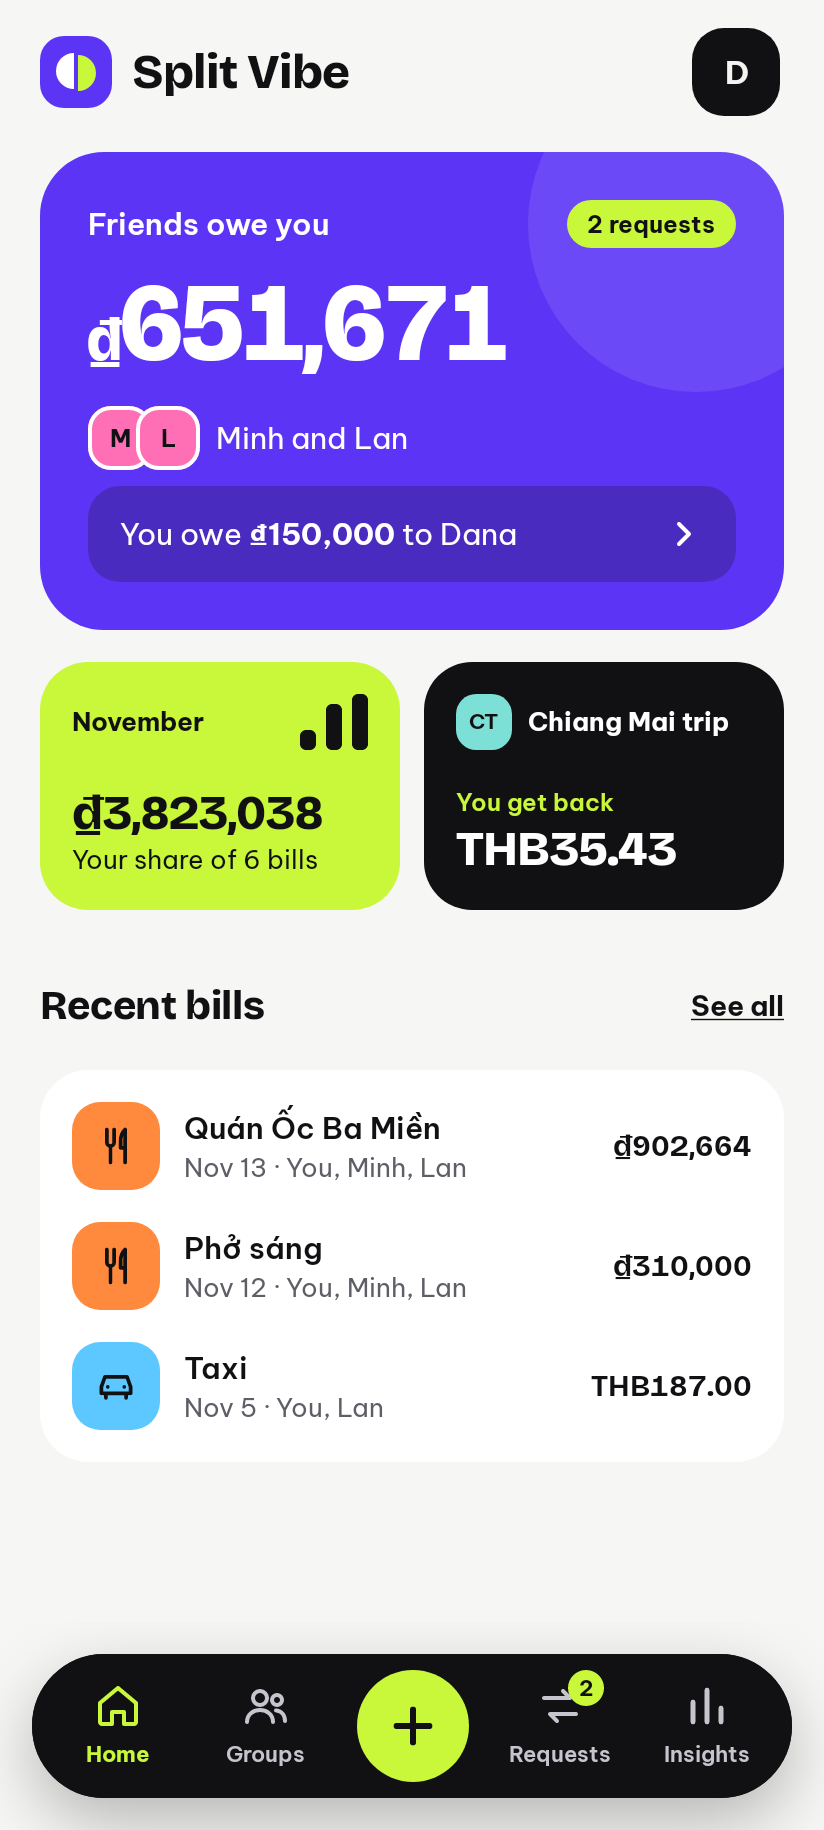 Split Vibe
D
Friends owe you
2 requests
₫651,671
M L Minh and Lan
You owe ₫150,000 to Dana
November
₫3,823,038
Your share of 6 bills
CT Chiang Mai trip
You get back
THB35.43
Recent bills
See all
Quán Ốc Ba Miền
Nov 13 · You, Minh, Lan
₫902,664
Phở sáng
Nov 12 · You, Minh, Lan
₫310,000
Taxi
Nov 5 · You, Lan
THB187.00
Home
Groups
2
Requests
Insights